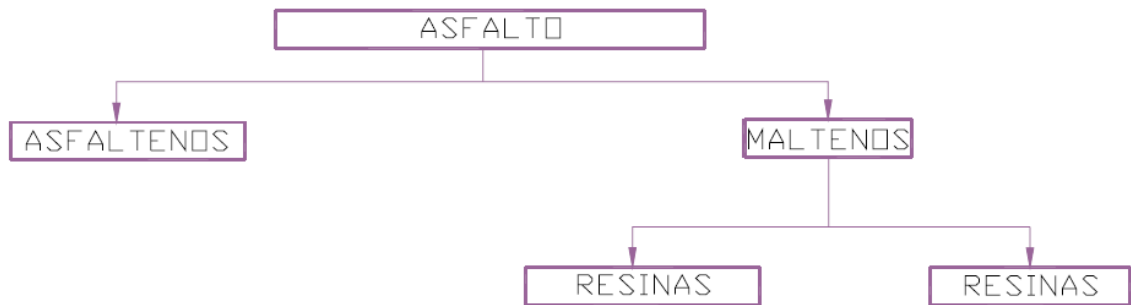 ASFALTO
ASFALTENOS
MALTENOS
RESINAS
RESINAS